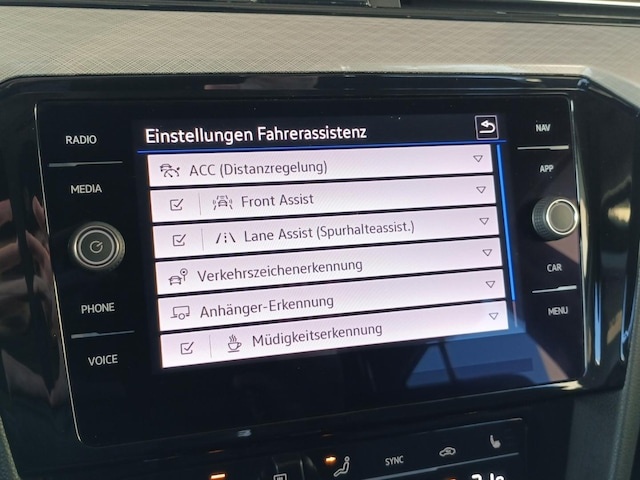 RADIO
MEDIA
PHONE
VOICE
Einstellungen Fahrerassistenz
ACC (Distanzregelung)
Front Assist
Lane Assist (Spurhalteassist.)
Verkehrszeichenerkennung
Anhänger-Erkennung
Müdigkeitserkennung
NAV
APP
CAR
MENU
SYNC